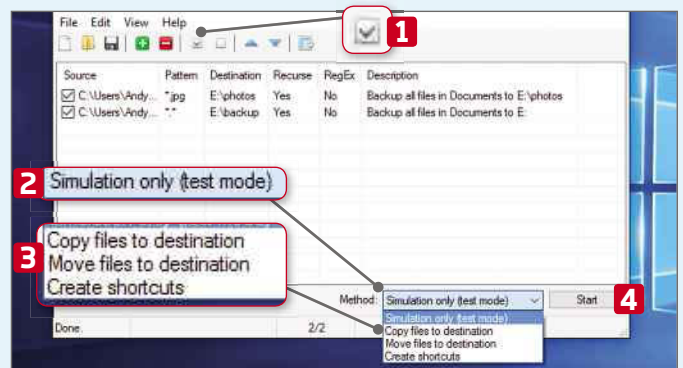 File Edit View Help
1
Source Pattern Destination Recurse RegEx Description
C:\Users\Andy... *.jpg E:\photos Yes No Backup all files in Documents to E:\photos
C:\Users\Andy... *.* E:\backup Yes No Backup all files in Documents to E:
2 Simulation only (test mode)
3
Copy files to destination
Move files to destination
Create shortcuts
Method: Simulation only (test mode) Start 4
Simulation only (test mode)
Done. 2/2 Copy files to destination
Move files to destination
Create shortcuts